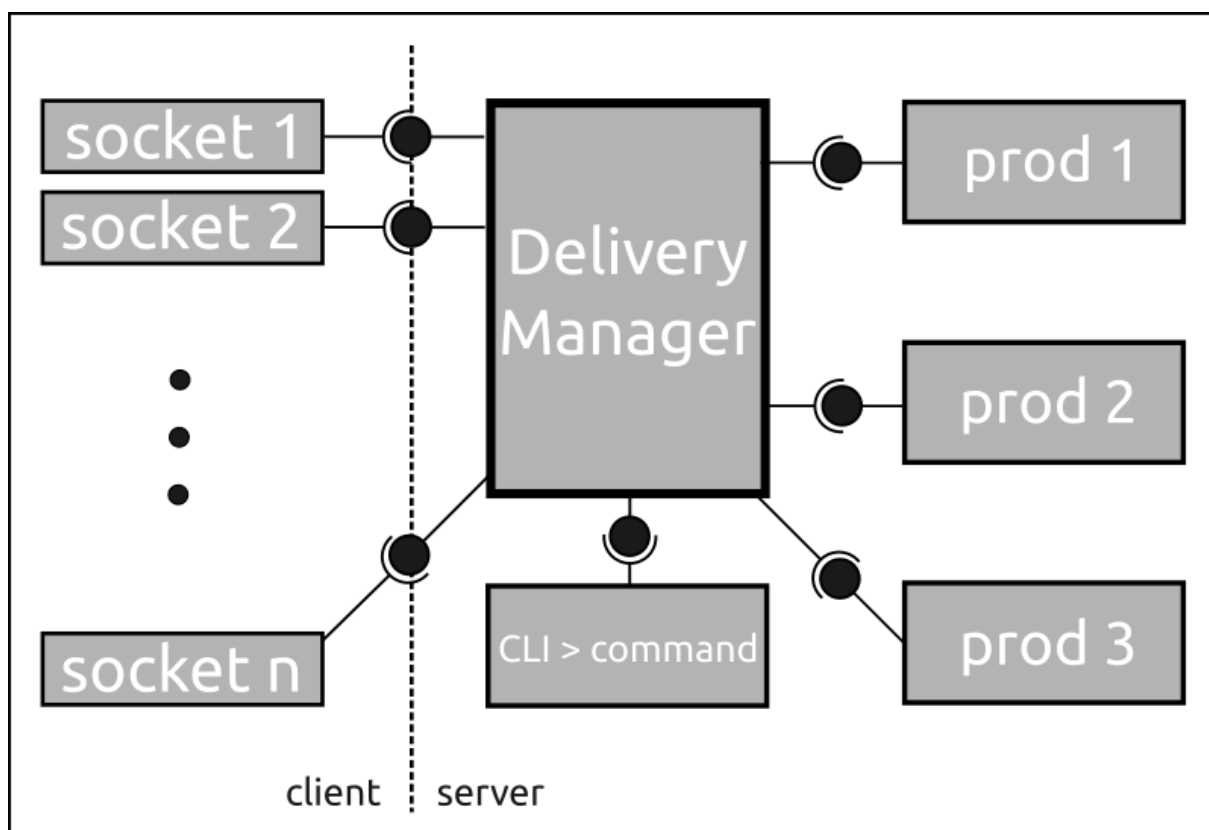 socket 1
socket 2
socket n
Delivery
Manager
CLI > command
prod 1
prod 2
prod 3
client
server